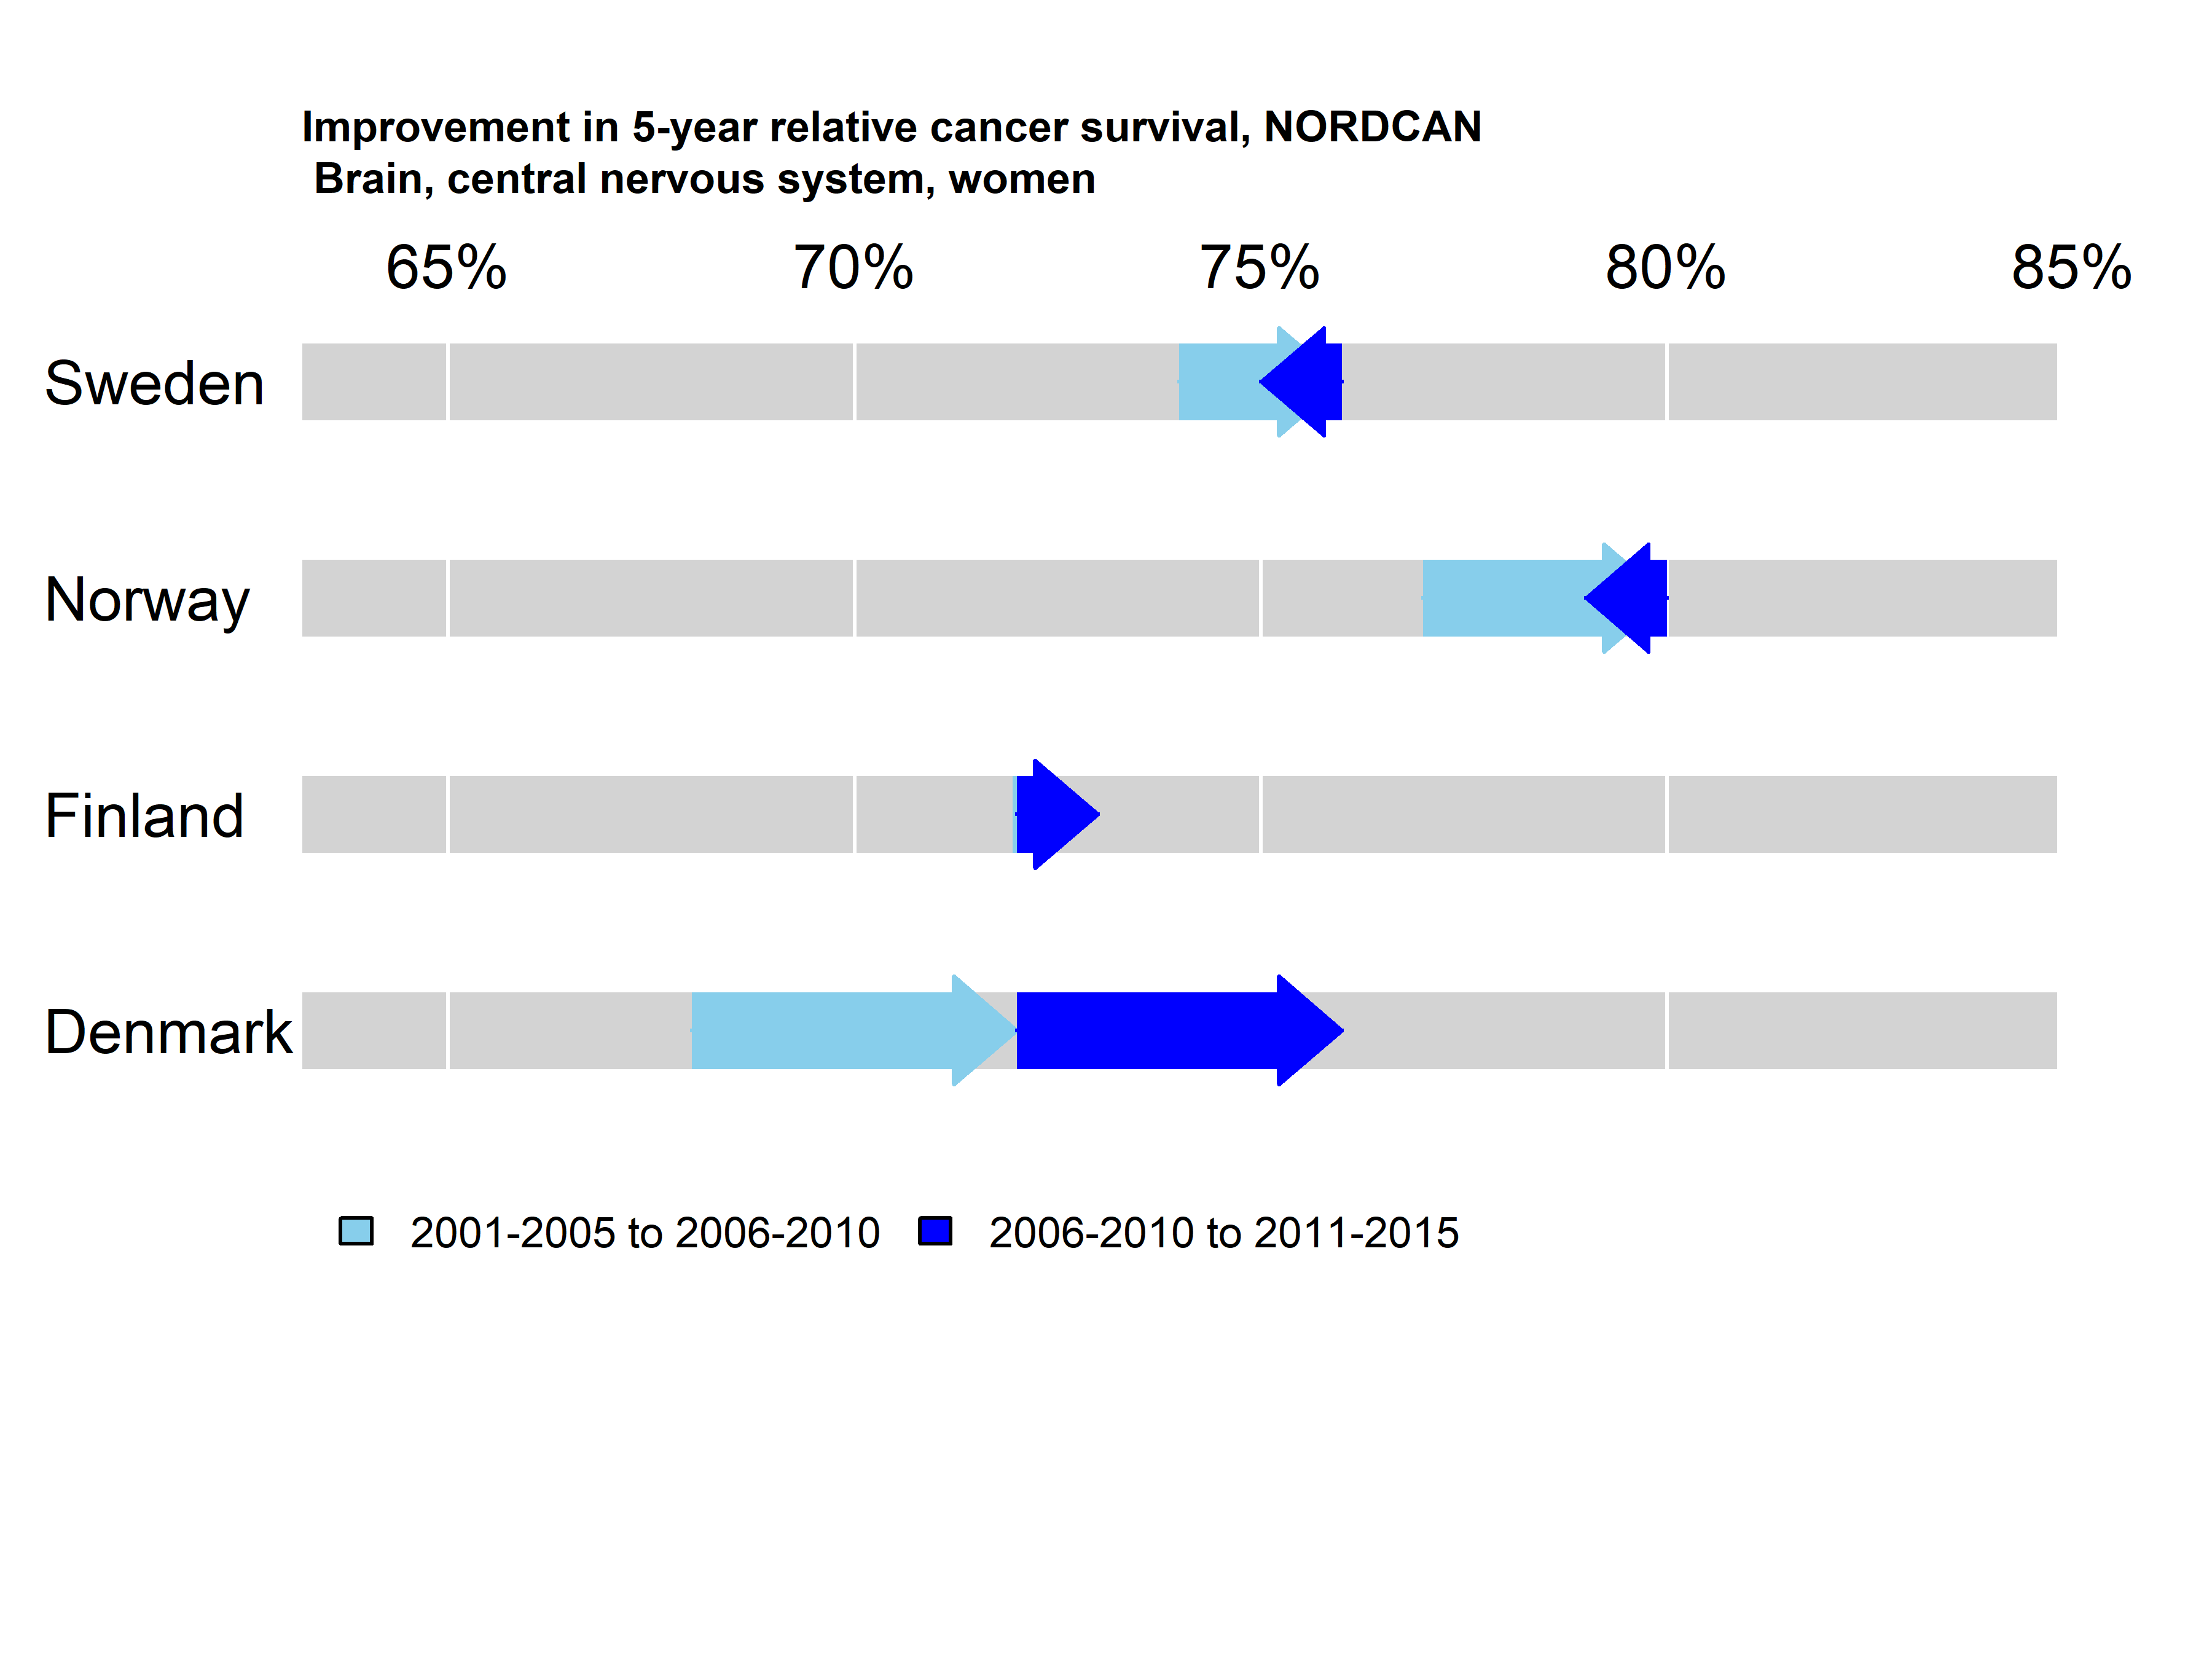 Improvement in 5-year relative cancer survival, NORDCAN
Brain, central nervous system, women
65% 70% 75% 80% 85%
Sweden
Norway
Finland
Denmark
2001-2005 to 2006-2010 2006-2010 to 2011-2015